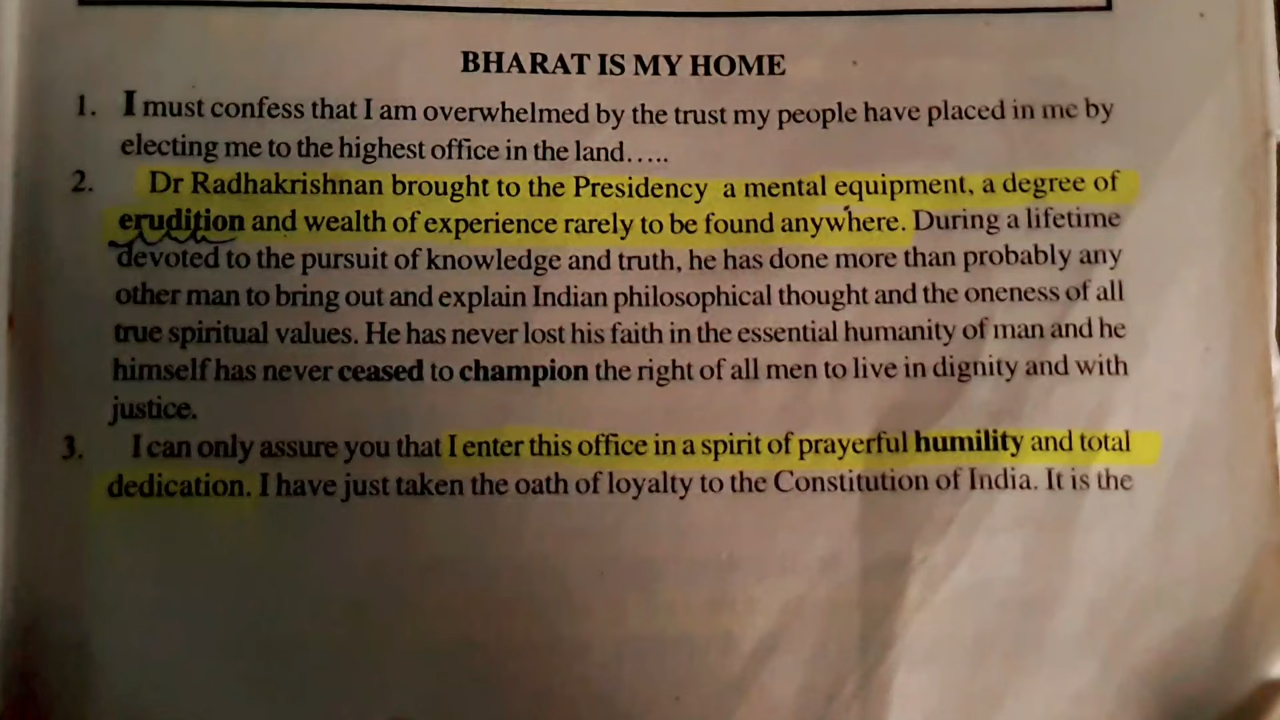 BHARAT IS MY HOME
1. I must confess that I am overwhelmed by the trust my people have placed in me by
electing me to the highest office in the land.....
2. Dr Radhakrishnan brought to the Presidency a mental equipment, a degree of
erudition and wealth of experience rarely to be found anywhere. During a lifetime
devoted to the pursuit of knowledge and truth, he has done more than probably any
other man to bring out and explain Indian philosophical thought and the oneness of all
true spiritual values. He has never lost his faith in the essential humanity of man and he
himself has never ceased to champion the right of all men to live in dignity and with
justice.
3. I can only assure you that I enter this office in a spirit of prayerful humility and total
dedication. I have just taken the oath of loyalty to the Constitution of India. It is the